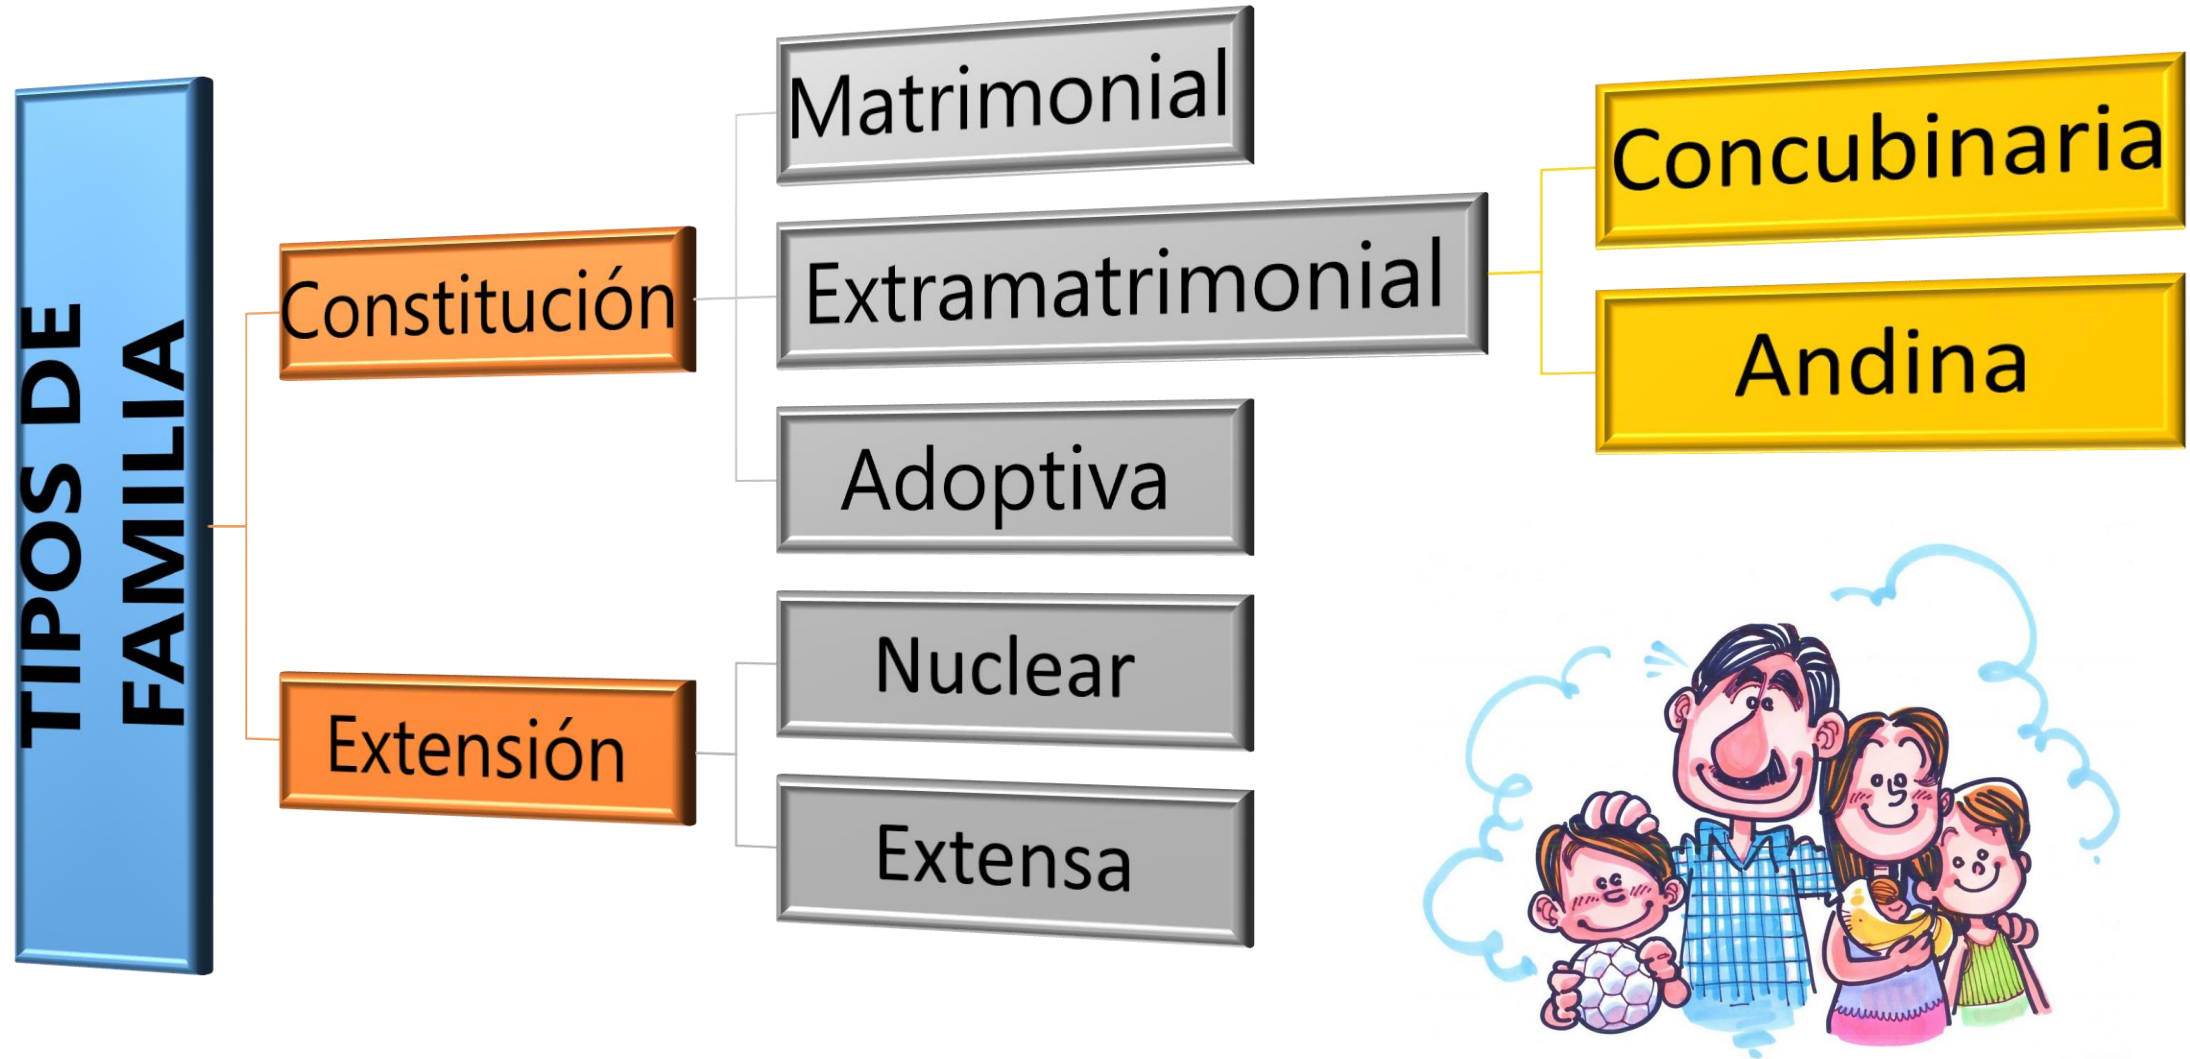 TIPOS DE
FAMILIA
Constitución
Matrimonial
Extramatrimonial
Concubinaria
Andina
Adoptiva
Extensión
Nuclear
Extensa